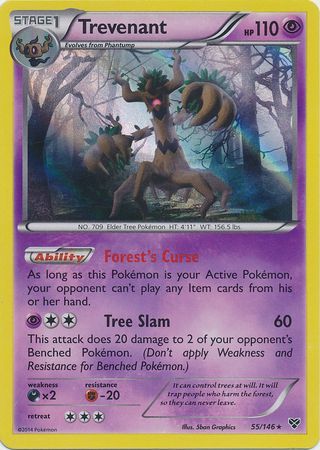 STAGE1
Trevenant
HP110
Evolves from Phantump
NO. 709 Elder Tree Pokémon HT: 4'11" WT: 156.5 lbs.
Ability Forest's Curse
As long as this Pokémon is your Active Pokémon,
your opponent can't play any Item cards from his
or her hand.
Tree Slam 60
This attack does 20 damage to 2 of your opponent's
Benched Pokémon. (Don't apply Weakness and
Resistance for Benched Pokémon.)
weakness resistance
×2 -20
retreat
It can control trees at will. It will
trap people who harm the forest,
so they can never leave.
©2014 Pokémon
Illus. 5ban Graphics
55/146★